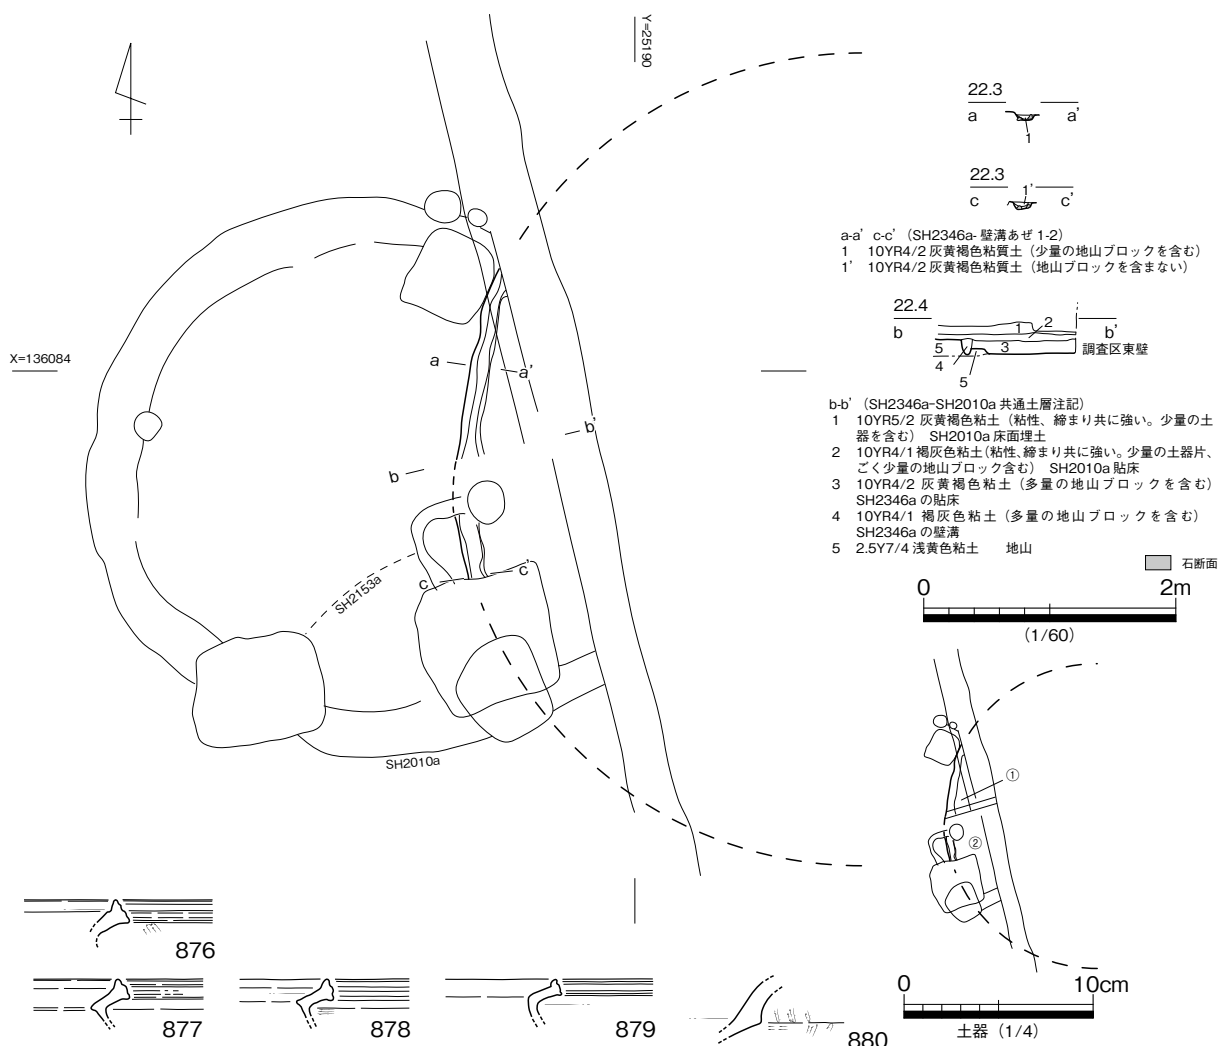 Y=25190
22.3
a a’
1
22.3
1’
c c’
a-a’ c-c’（SH2346a- 壁溝あぜ 1-2）
1 10YR4/2 灰黄褐色粘質土（少量の地山ブロックを含む）
1’ 10YR4/2 灰黄褐色粘質土（地山ブロックを含まない）
22.4
b b’
1 2
5 3
4
5
調査区東壁
b-b’（SH2346a-SH2010a 共通土層注記）
1 10YR5/2 灰黄褐色粘土（粘性、締まり共に強い。少量の土
器を含む） SH2010a 床面埋土
2 10YR4/1 褐灰色粘土（粘性、締まり共に強い。少量の土器片、
ごく少量の地山ブロック含む） SH2010a 貼床
3 10YR4/2 灰黄褐色粘土（多量の地山ブロックを含む）
SH2346a の貼床
4 10YR4/1 褐灰色粘土（多量の地山ブロックを含む）
SH2346a の壁溝
5 2.5Y7/4 浅黄色粘土 地山
石断面
0 2m
（1/60）
X=136084
a a’
b b’
c c’
SH2153a
SH2010a
①
②
876
877
878
879
880
0 10cm
土器（1/4）